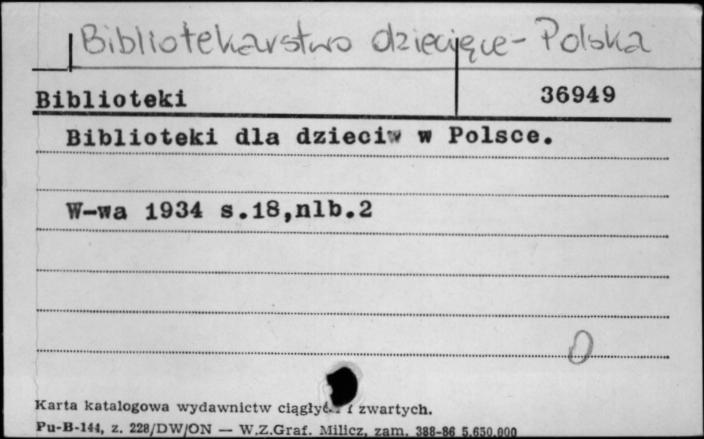 Bibliotekarstwo dziecięce - Polska
Biblioteki 36949
Biblioteki dla dzieci w Polsce.
W-wa 1934 s.18,nlb.2
0
Karta katalogowa wydawnictw ciągłych i zwartych.
Pu-B-144, z. 228/DW/ON — W.Z.Graf. Milicz, zam. 388-86 5.650.000